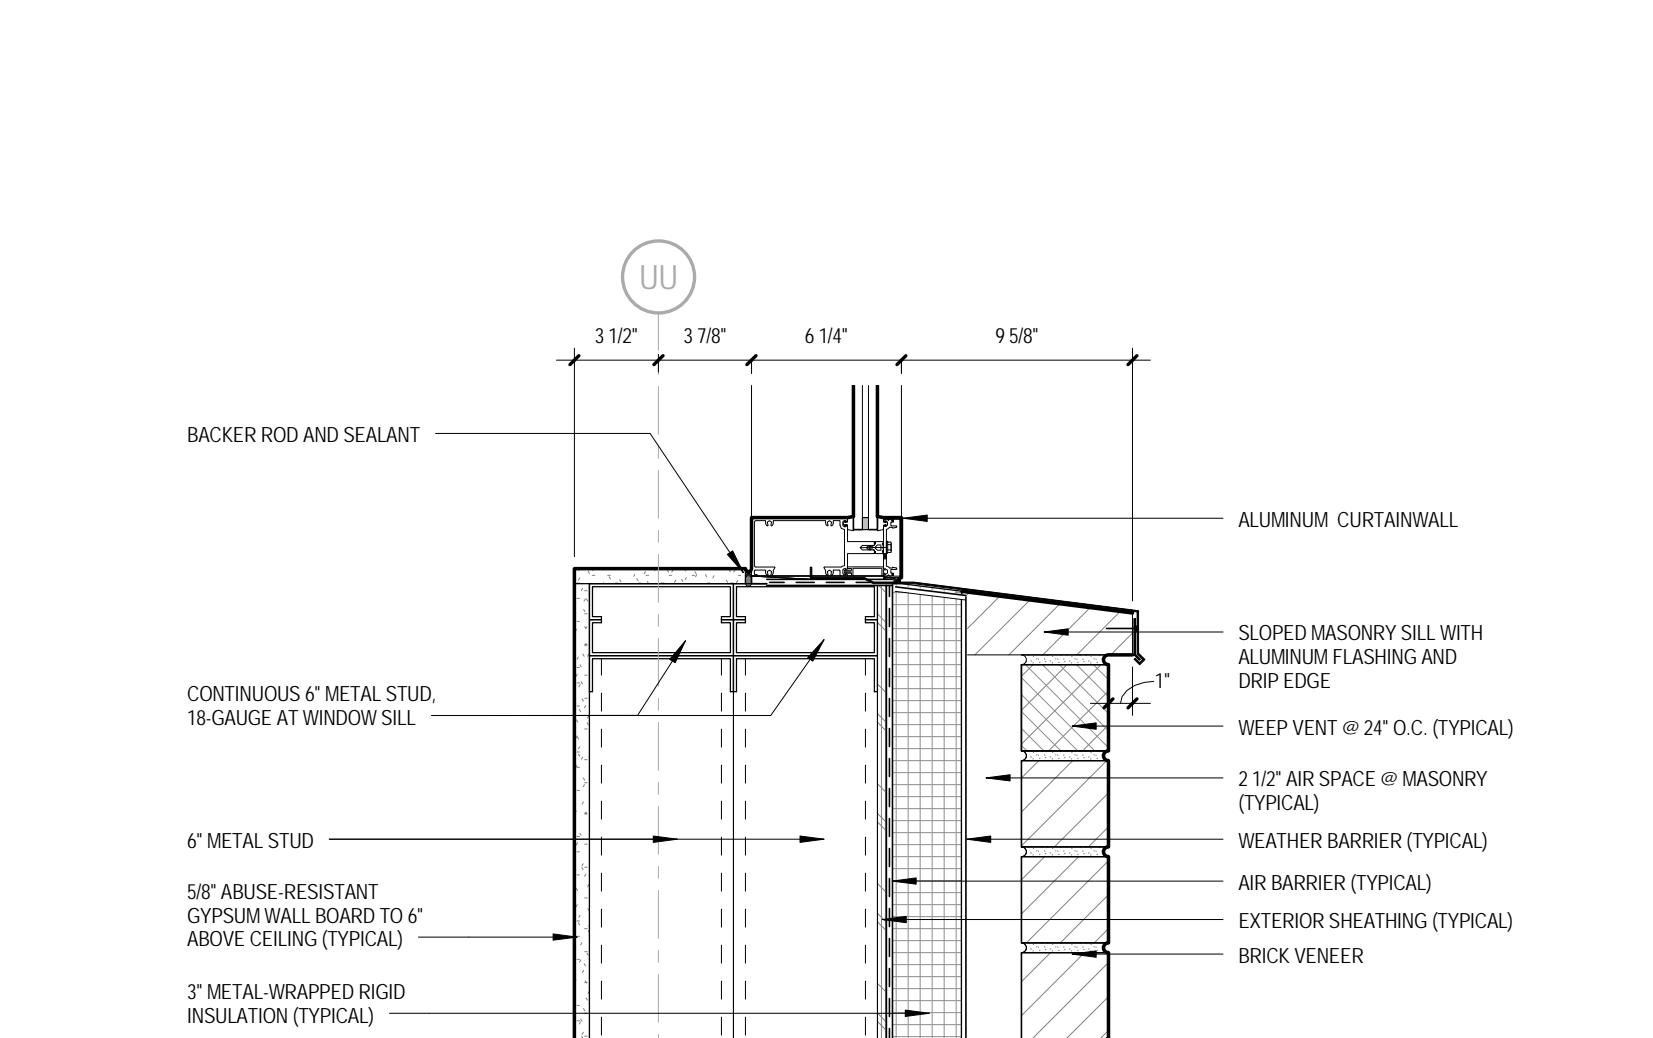 UU
3 1/2" 3 7/8" 6 1/4" 9 5/8"
BACKER ROD AND SEALANT
ALUMINUM CURTAINWALL
SLOPED MASONRY SILL WITH
ALUMINUM FLASHING AND
DRIP EDGE
1"
CONTINUOUS 6" METAL STUD,
18-GAUGE AT WINDOW SILL
WEEP VENT @ 24" O.C. (TYPICAL)
2 1/2" AIR SPACE @ MASONRY
(TYPICAL)
6" METAL STUD
WEATHER BARRIER (TYPICAL)
5/8" ABUSE-RESISTANT
GYPSUM WALL BOARD TO 6"
ABOVE CEILING (TYPICAL)
AIR BARRIER (TYPICAL)
EXTERIOR SHEATHING (TYPICAL)
BRICK VENEER
3" METAL-WRAPPED RIGID
INSULATION (TYPICAL)